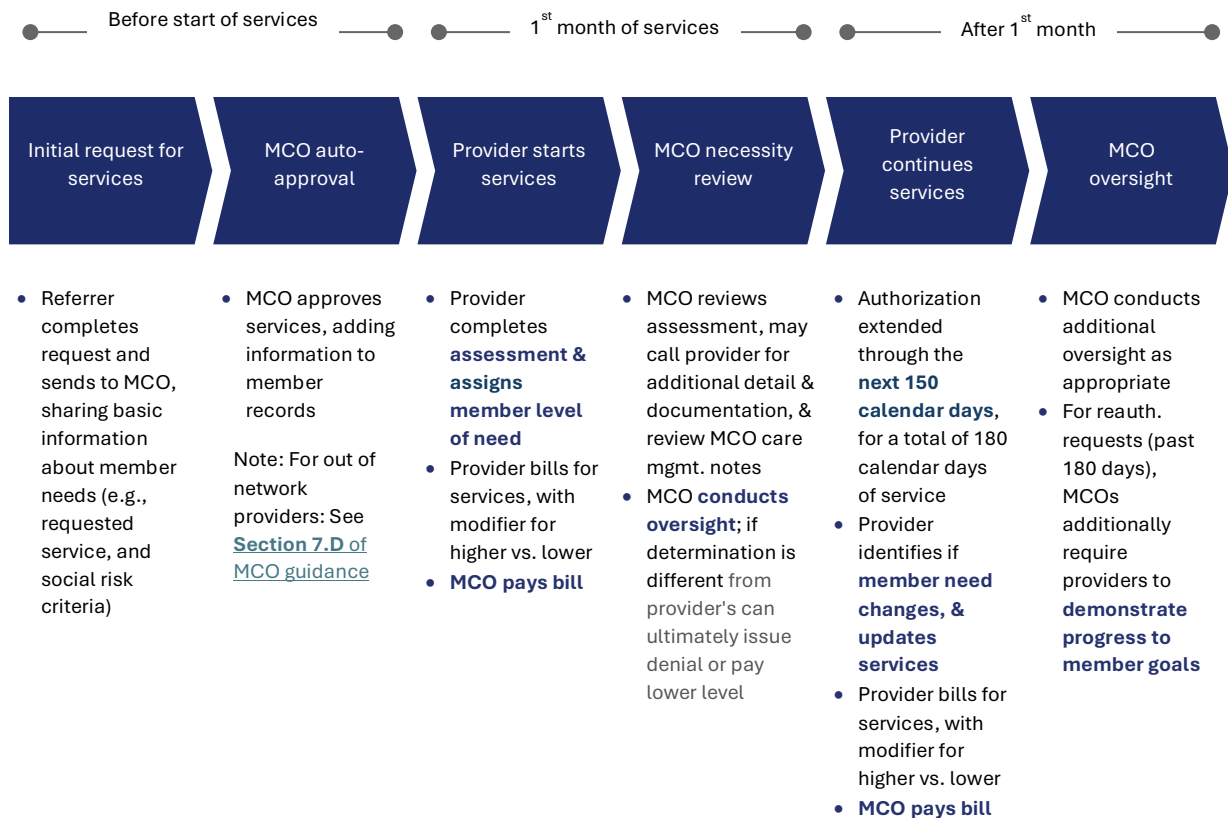 Before start of services
1st month of services
After 1st month
Initial request for
services
MCO auto-
approval
Provider starts
services
MCO necessity
review
Provider
continues
services
MCO
oversight
• Referrer
completes
request and
sends to MCO,
sharing basic
information
about member
needs (e.g.,
requested
service, and
social risk
criteria)
• MCO approves
services, adding
information to
member
records
Note: For out of
network
providers: See
Section 7.D of
MCO guidance
• Provider
completes
assessment &
assigns
member level
of need
• Provider bills for
services, with
modifier for
higher vs. lower
• MCO pays bill
• MCO reviews
assessment, may
call provider for
additional detail &
documentation, &
review MCO care
mgmt. notes
• MCO conducts
oversight; if
determination is
different from
provider's can
ultimately issue
denial or pay
lower level
• Authorization
extended
through the
next 150
calendar days,
for a total of 180
calendar days
of service
• Provider
identifies if
member need
changes, &
updates
services
• Provider bills for
services, with
modifier for
higher vs. lower
• MCO pays bill
• MCO conducts
additional
oversight as
appropriate
• For reauth.
requests (past
180 days),
MCOs
additionally
require
providers to
demonstrate
progress to
member goals